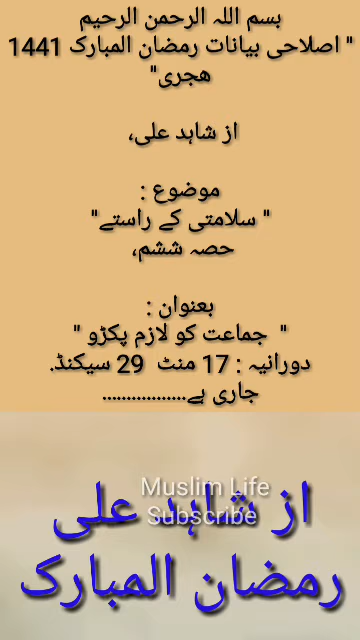 بسم اللہ الرحمن الرحیم
" اصلاحی بیانات رمضان المبارک 1441
ھجری"
از شاہد علی،
موضوع :
" سلامتی کے راستے"
حصہ ششم،
بعنوان :
" جماعت کو لازم پکڑو "
دورانیہ : 17 منٹ 29 سیکنڈ.
جاری ہے.................
Muslim Life
Subscribe
از شاہد علی
رمضان المبارک